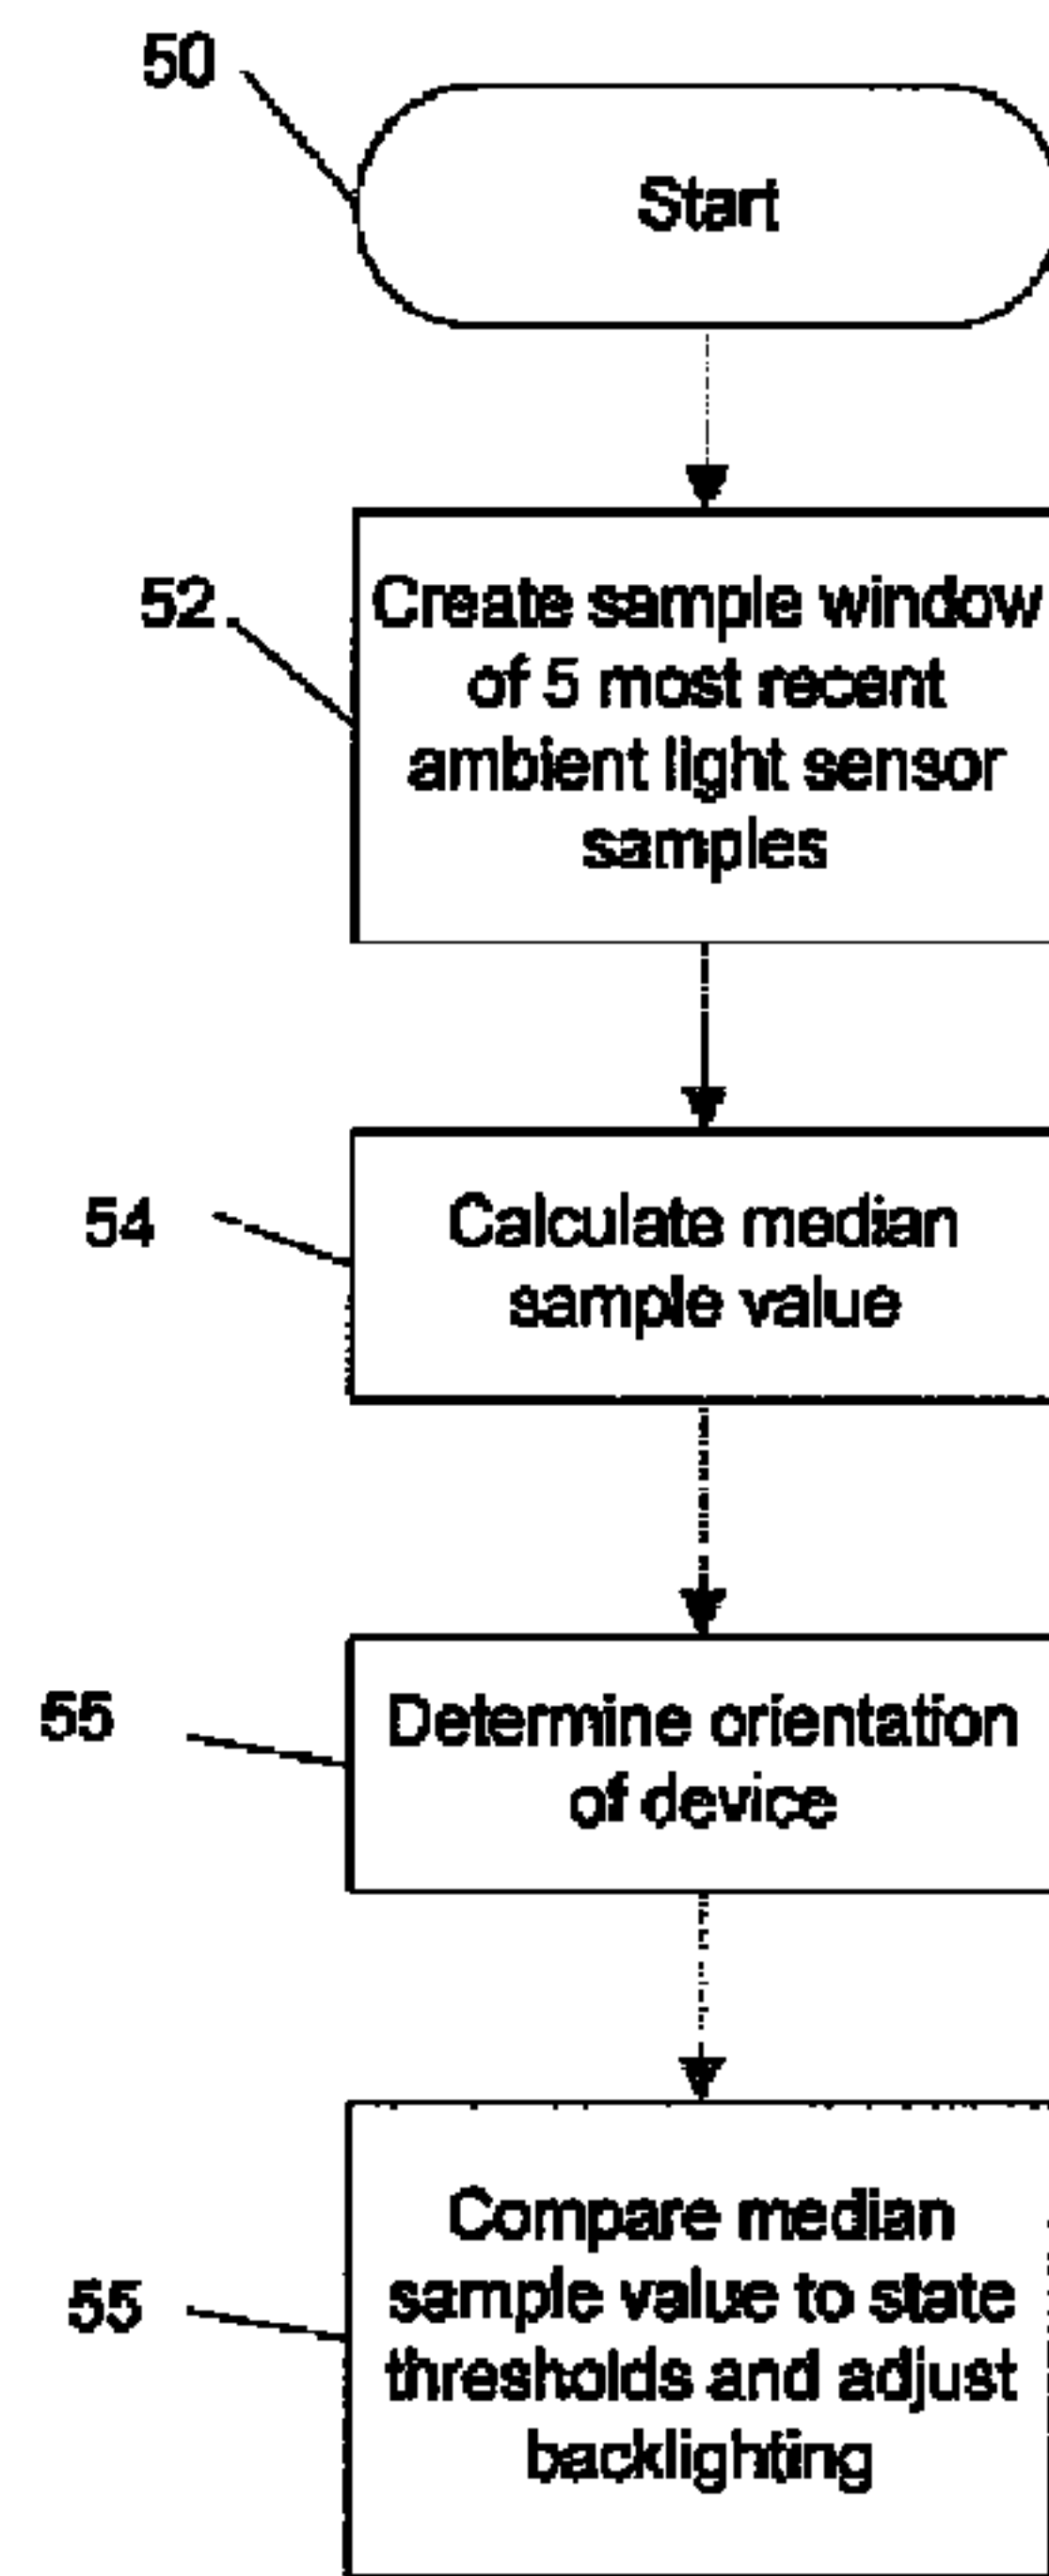 50
Start
52
Create sample window
of 5 most recent
ambient light sensor
samples
54
Calculate median
sample value
55
Determine orientation
of device
55
Compare median
sample value to state
thresholds and adjust
backlighting